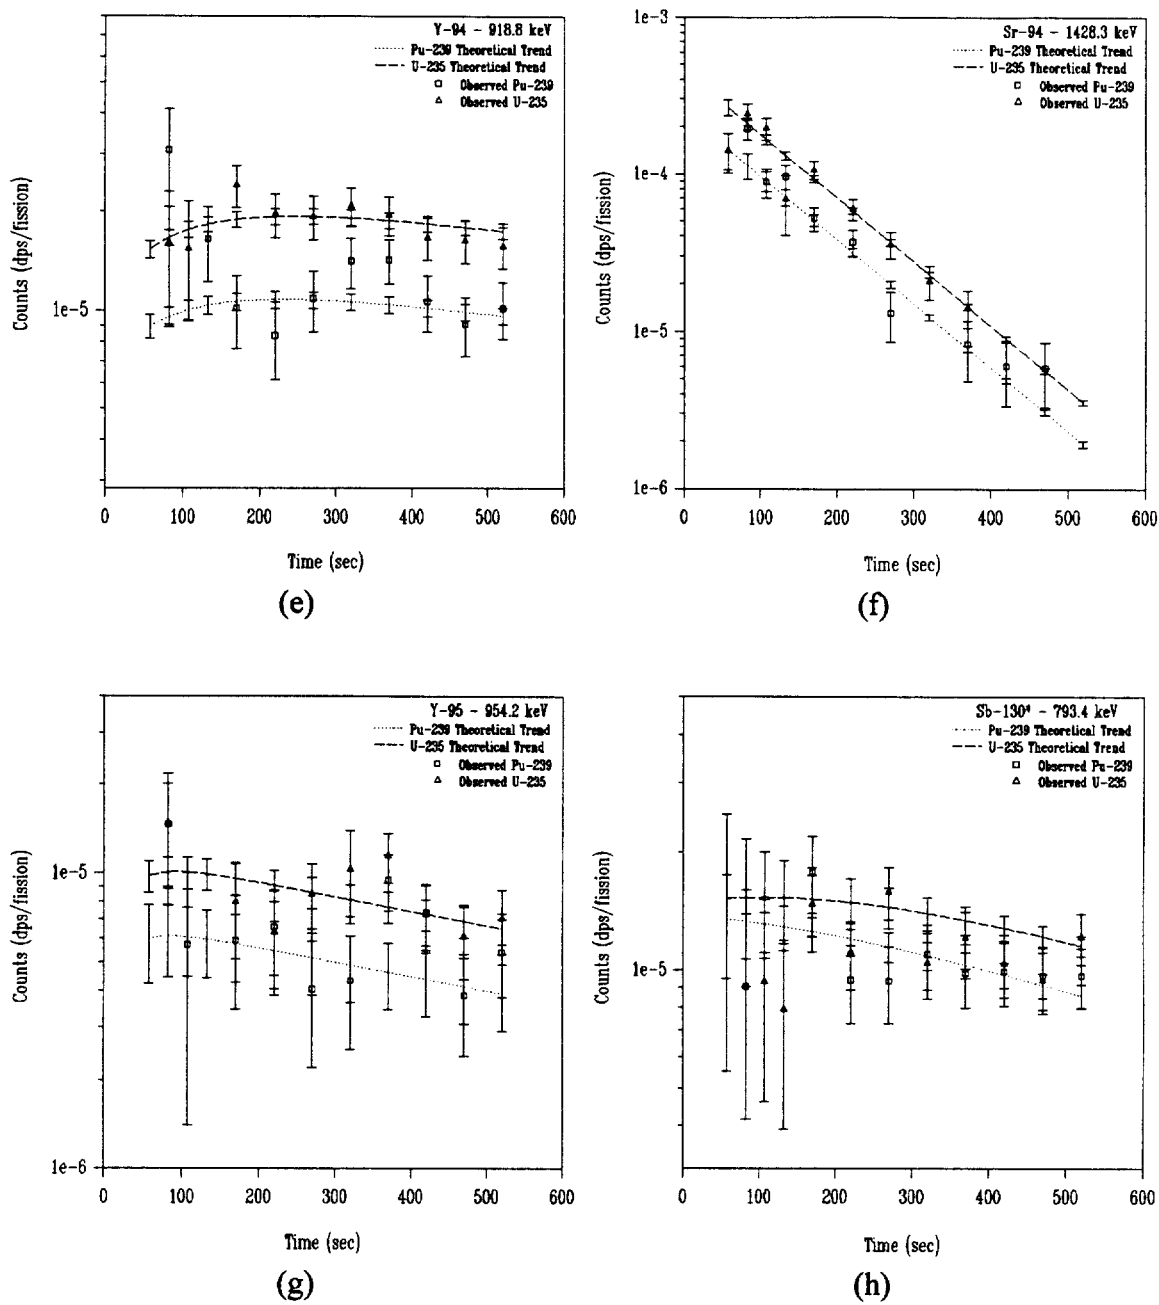 Y-94 - 918.8 keV
Pu-239 Theoretical Trend
U-235 Theoretical Trend
Observed Pu-239
Observed U-235
Counts (dps/fission)
1e-5
0 100 200 300 400 500 600
Time (sec)
(e)
Sr-94 - 1428.3 keV
Pu-239 Theoretical Trend
U-235 Theoretical Trend
Observed Pu-239
Observed U-235
Counts (dps/fission)
1e-3
1e-4
1e-5
1e-6
0 100 200 300 400 500 600
Time (sec)
(f)
Y-95 - 954.2 keV
Pu-239 Theoretical Trend
U-235 Theoretical Trend
Observed Pu-239
Observed U-235
Counts (dps/fission)
1e-5
1e-6
0 100 200 300 400 500 600
Time (sec)
(g)
Sb-130* - 793.4 keV
Pu-239 Theoretical Trend
U-235 Theoretical Trend
Observed Pu-239
Observed U-235
Counts (dps/fission)
1e-5
0 100 200 300 400 500 600
Time (sec)
(h)